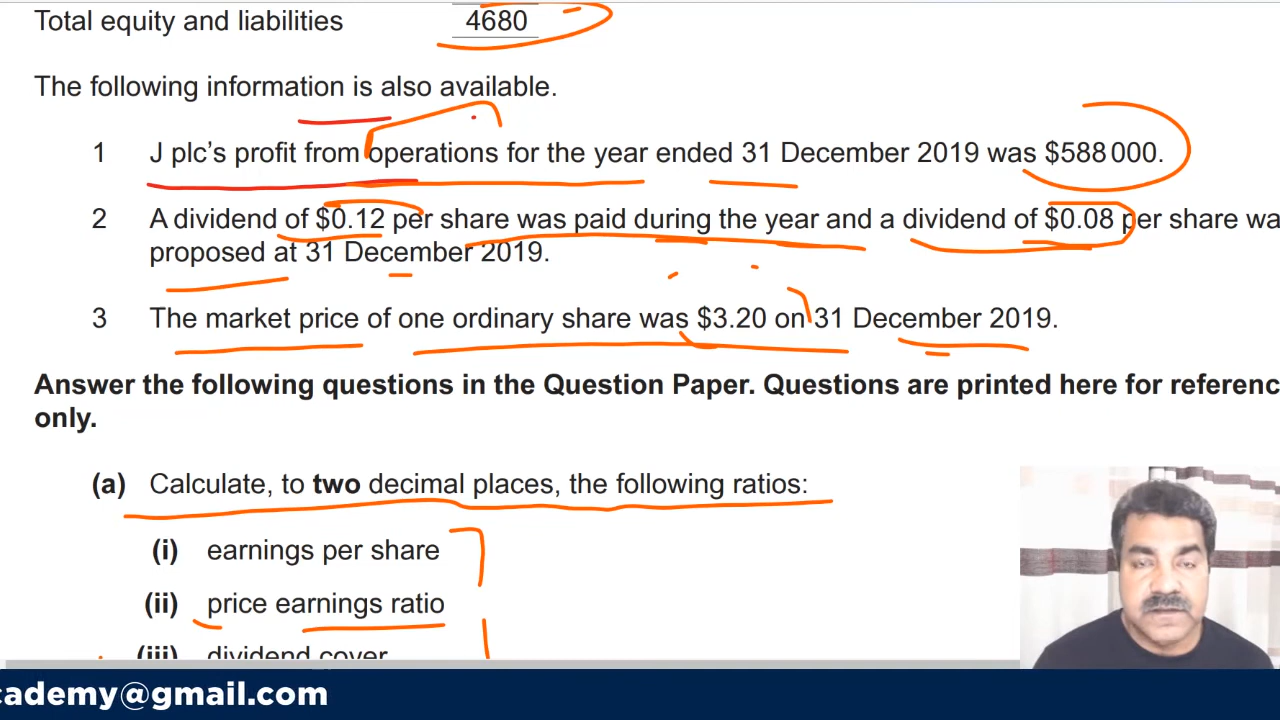 Total equity and liabilities 4680
The following information is also available.
1 J plc's profit from operations for the year ended 31 December 2019 was $588 000.
2 A dividend of $0.12 per share was paid during the year and a dividend of $0.08 per share wa
proposed at 31 December 2019.
3 The market price of one ordinary share was $3.20 on 31 December 2019.
Answer the following questions in the Question Paper. Questions are printed here for referenc
only.
(a) Calculate, to two decimal places, the following ratios:
(i) earnings per share
(ii) price earnings ratio
(iii) dividend cover
cademy@gmail.com